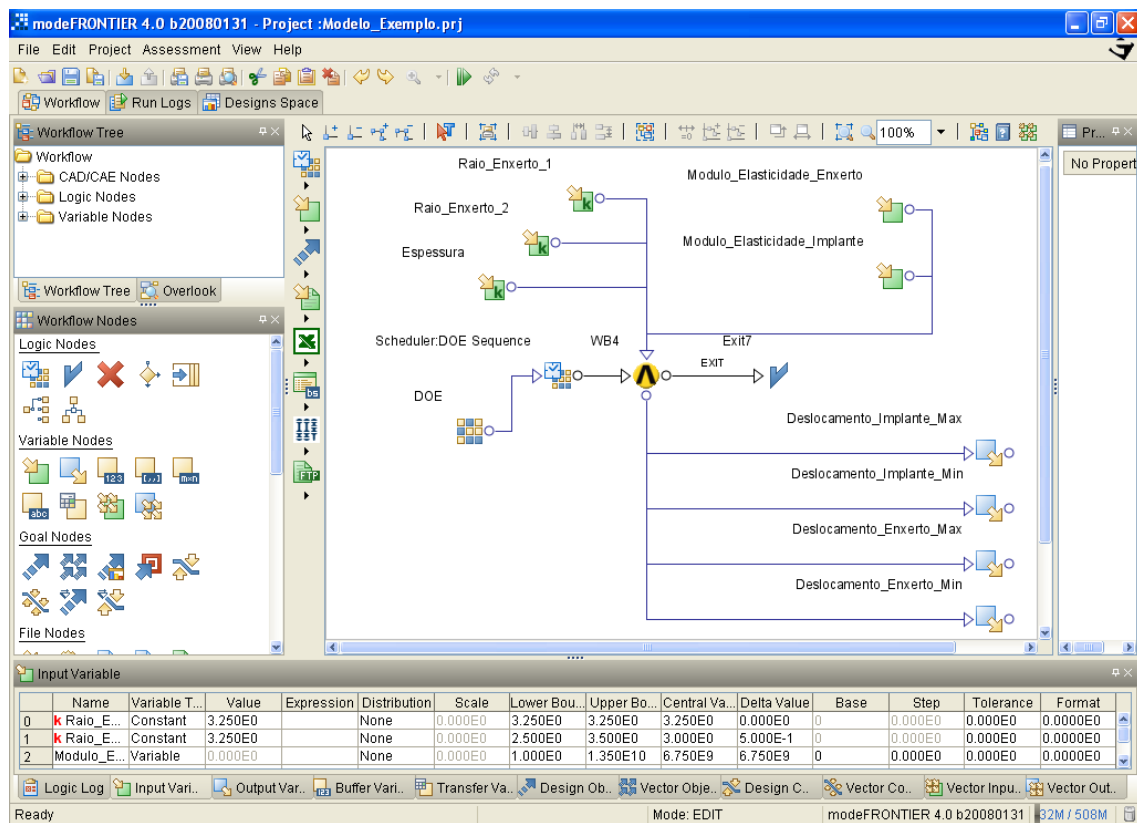 modeFRONTIER 4.0 b20080131 - Project :Modelo_Exemplo.prj
File Edit Project Assessment View Help
Workflow Run Logs Designs Space
Workflow Tree
100%
Pr...
Workflow
CAD/CAE Nodes
Logic Nodes
Variable Nodes
No Propert
Workflow Tree Overlook
Workflow Nodes
Logic Nodes
Variable Nodes
123
[,,,]
m×n
abc
Goal Nodes
File Nodes
bs
FTP
Raio_Enxerto_1
k
Modulo_Elasticidade_Enxerto
Raio_Enxerto_2
k
Modulo_Elasticidade_Implante
Espessura
k
Scheduler:DOE Sequence WB4 Exit7
EXIT
DOE
Deslocamento_Implante_Max
Deslocamento_Implante_Min
Deslocamento_Enxerto_Max
Deslocamento_Enxerto_Min
Input Variable
Name Variable T... Value Expression Distribution Scale Lower Bou... Upper Bo... Central Va... Delta Value Base Step Tolerance Format
0 k Raio_E... Constant 3.250E0 None 0.000E0 3.250E0 3.250E0 3.250E0 0.000E0 0 0.000E0 0.000E0 0.0000E0
1 k Raio_E... Constant 3.250E0 None 0.000E0 2.500E0 3.500E0 3.000E0 5.000E-1 0 0.000E0 0.000E0 0.0000E0
2 Modulo_E... Variable 0.000E0 None 0.000E0 1.000E0 1.350E10 6.750E9 6.750E9 0 0.000E0 0.000E0 0.0000E0
Logic Log Input Vari.. Output Var.. Buffer Vari.. Transfer Va.. Design Ob.. Vector Obje.. Design C.. Vector Co.. Vector Inpu.. Vector Out..
Ready Mode: EDIT modeFRONTIER 4.0 b20080131 32M / 508M